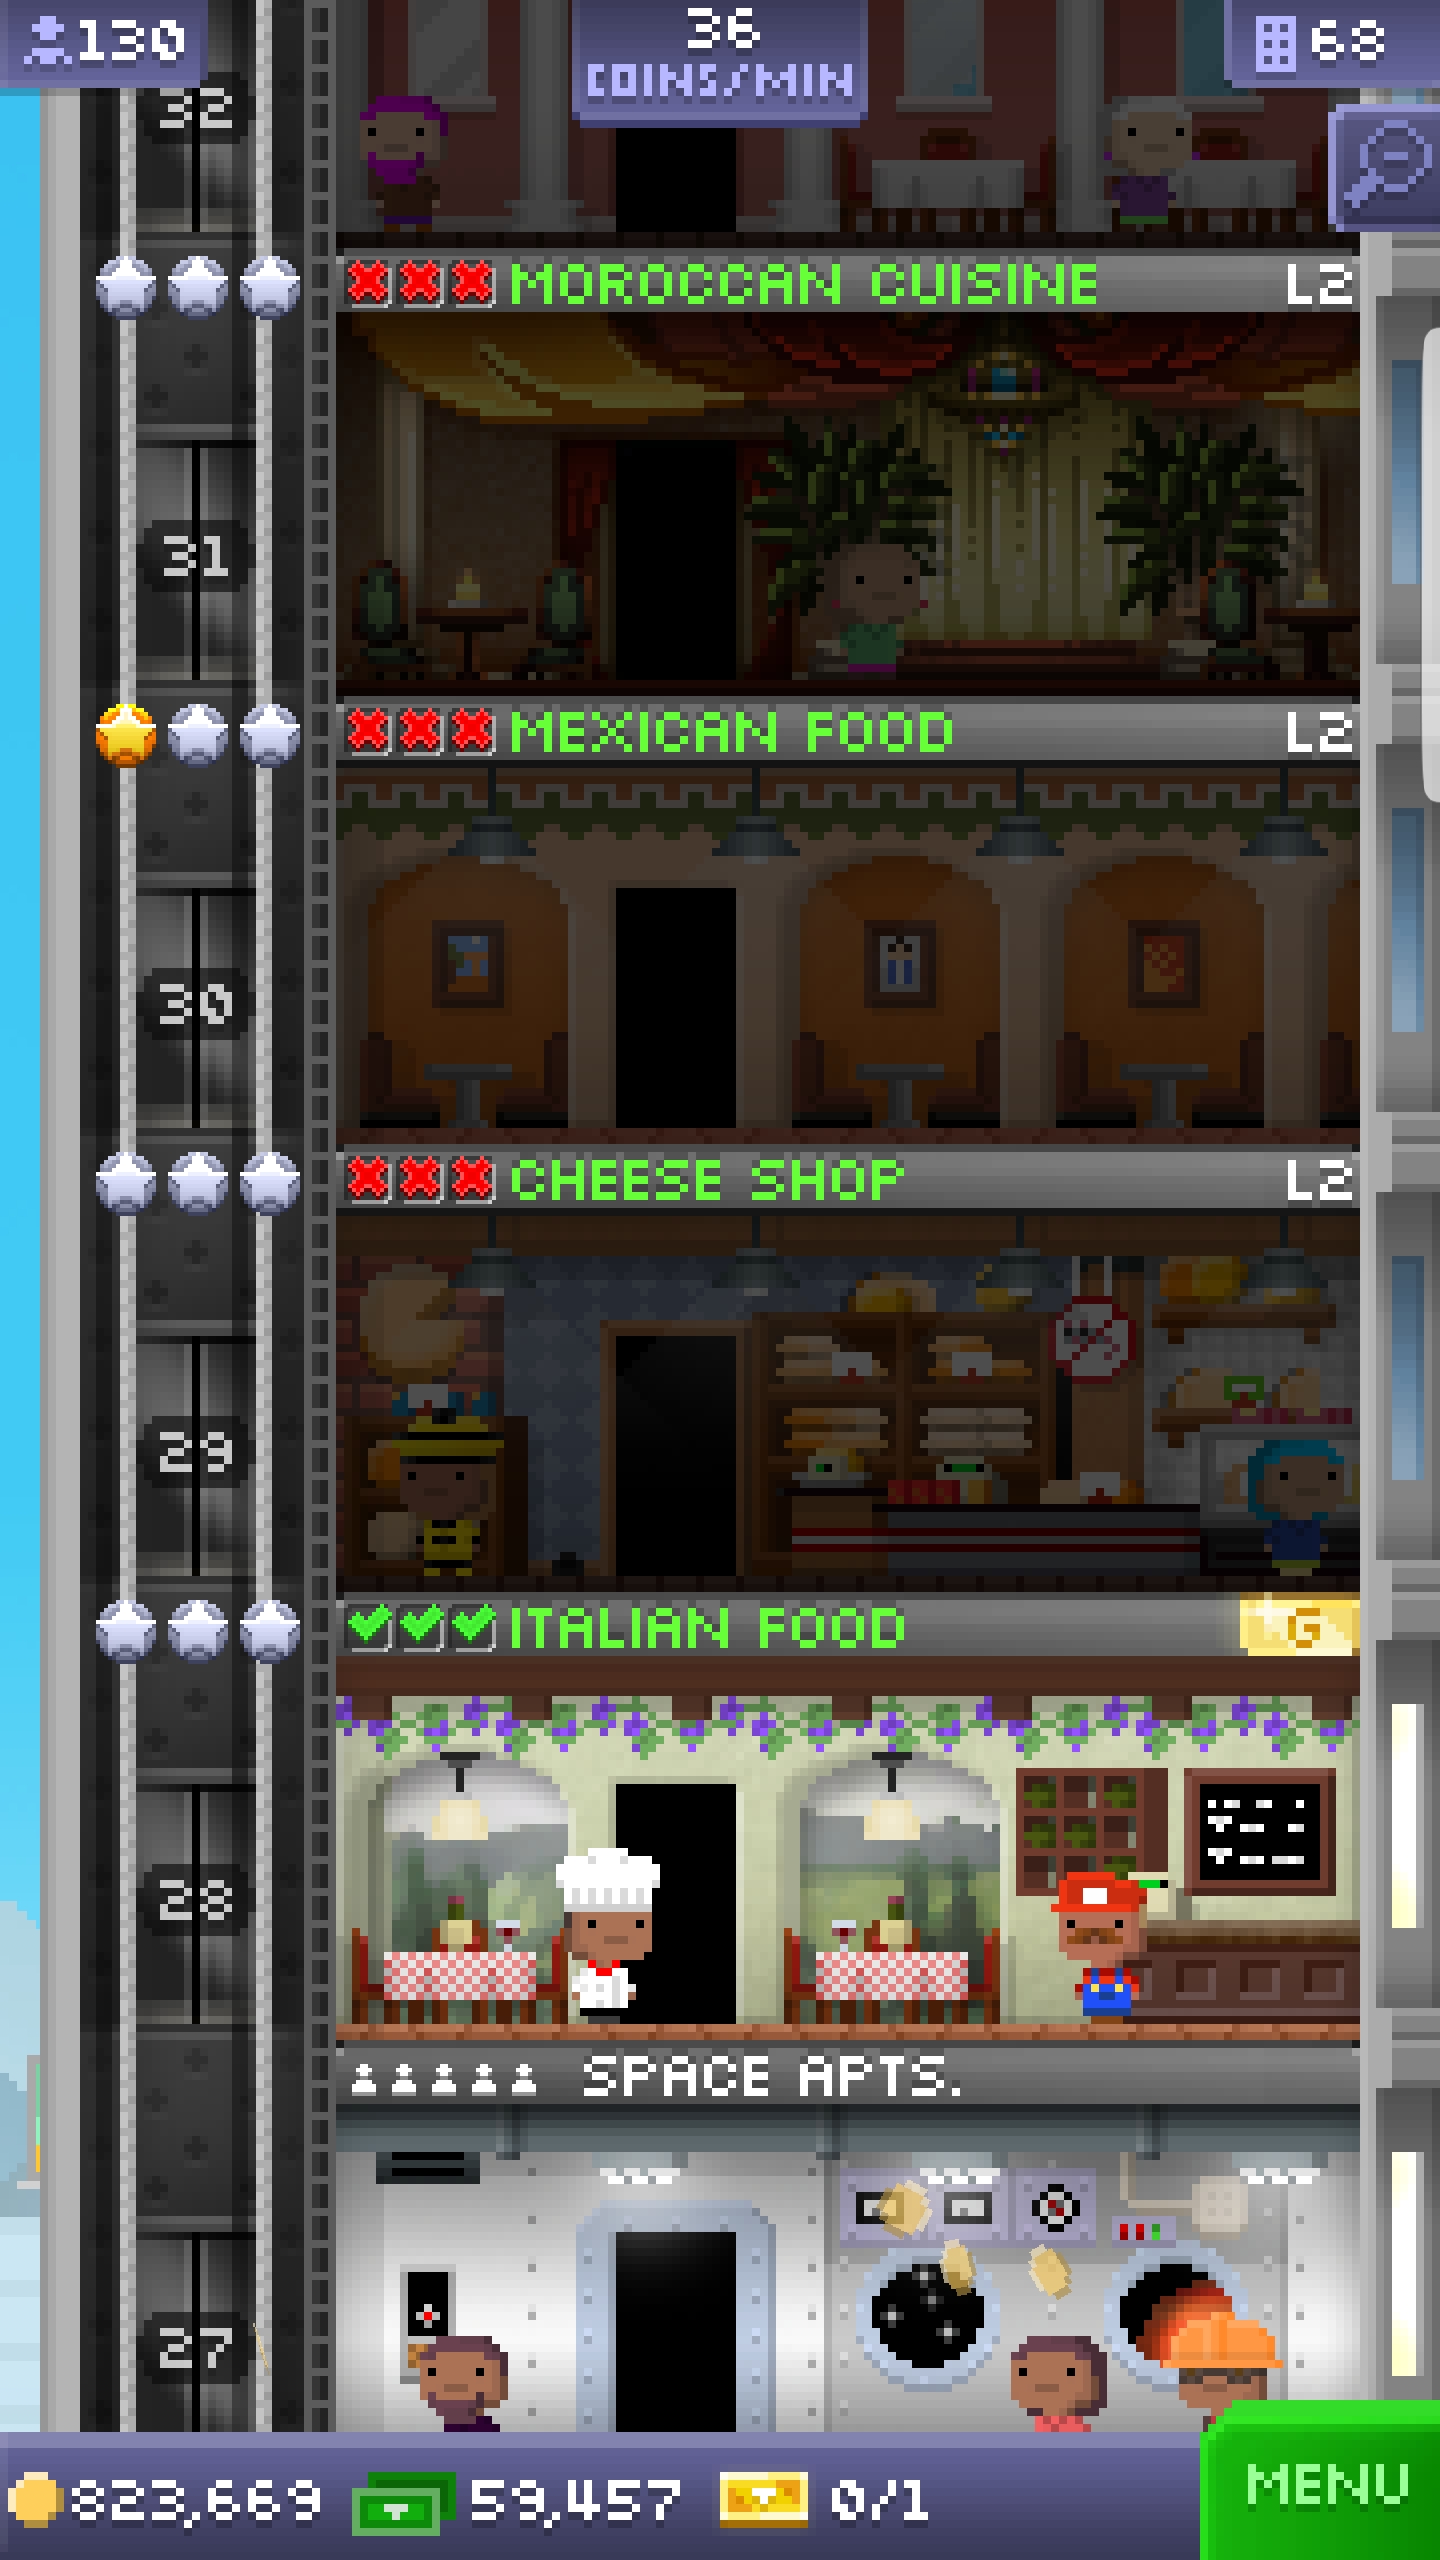 130
36
COINS/MIN
68
32
MOROCCAN CUISINE L2
31
MEXICAN FOOD L2
30
CHEESE SHOP L2
29
ITALIAN FOOD G
28
SPACE APTS.
27
823,669 59,457 0/1 MENU